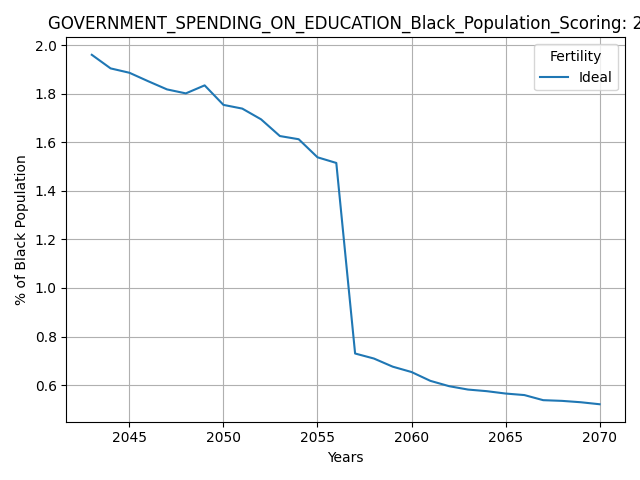 GOVERNMENT_SPENDING_ON_EDUCATION_Black_Population_Scoring: 2
Fertility
Ideal
2.0
1.8
1.6
1.4
1.2
1.0
0.8
0.6
% of Black Population
2045 2050 2055 2060 2065 2070
Years